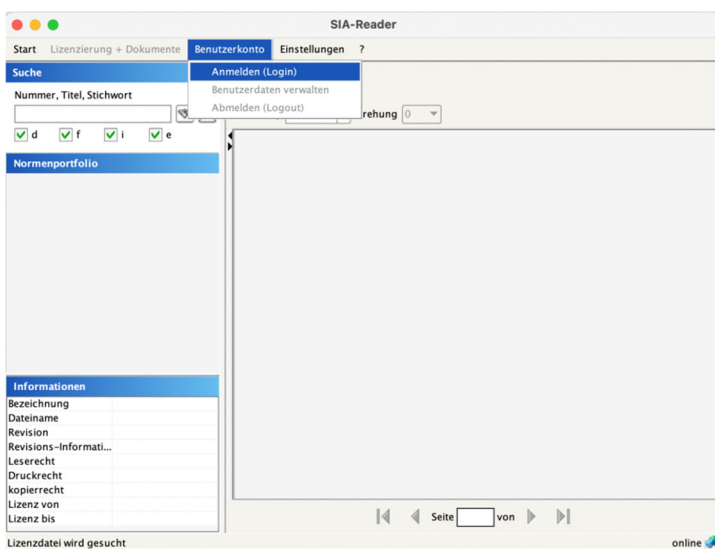 SIA-Reader
Start Lizenzierung + Dokumente Benutzerkonto Einstellungen ?
Suche
Anmelden (Login)
Benutzerdaten verwalten
Abmelden (Logout)
Nummer, Titel, Stichwort
rehung 0
d f i e
Normenportfolio
Informationen
Bezeichnung
Dateiname
Revision
Revisions-Informati...
Leserecht
Druckrecht
kopierrecht
Lizenz von
Lizenz bis
Seite von
Lizenzdatei wird gesucht
online